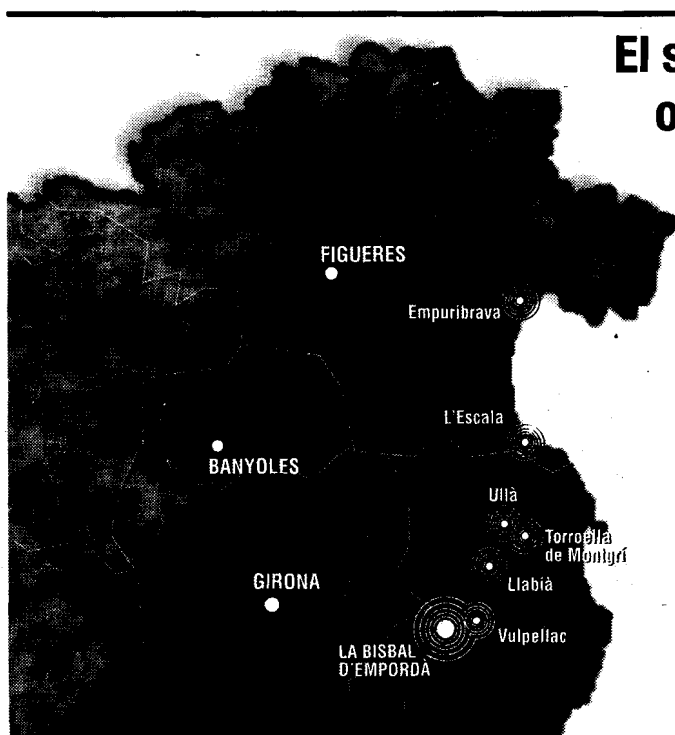 El s
o
FIGUERES
Empuribrava
L'Escala
BANYOLES
Ullà
Torroella
de Montgrí
Llabià
GIRONA
Vulpellac
LA BISBAL
D'EMPORDÀ